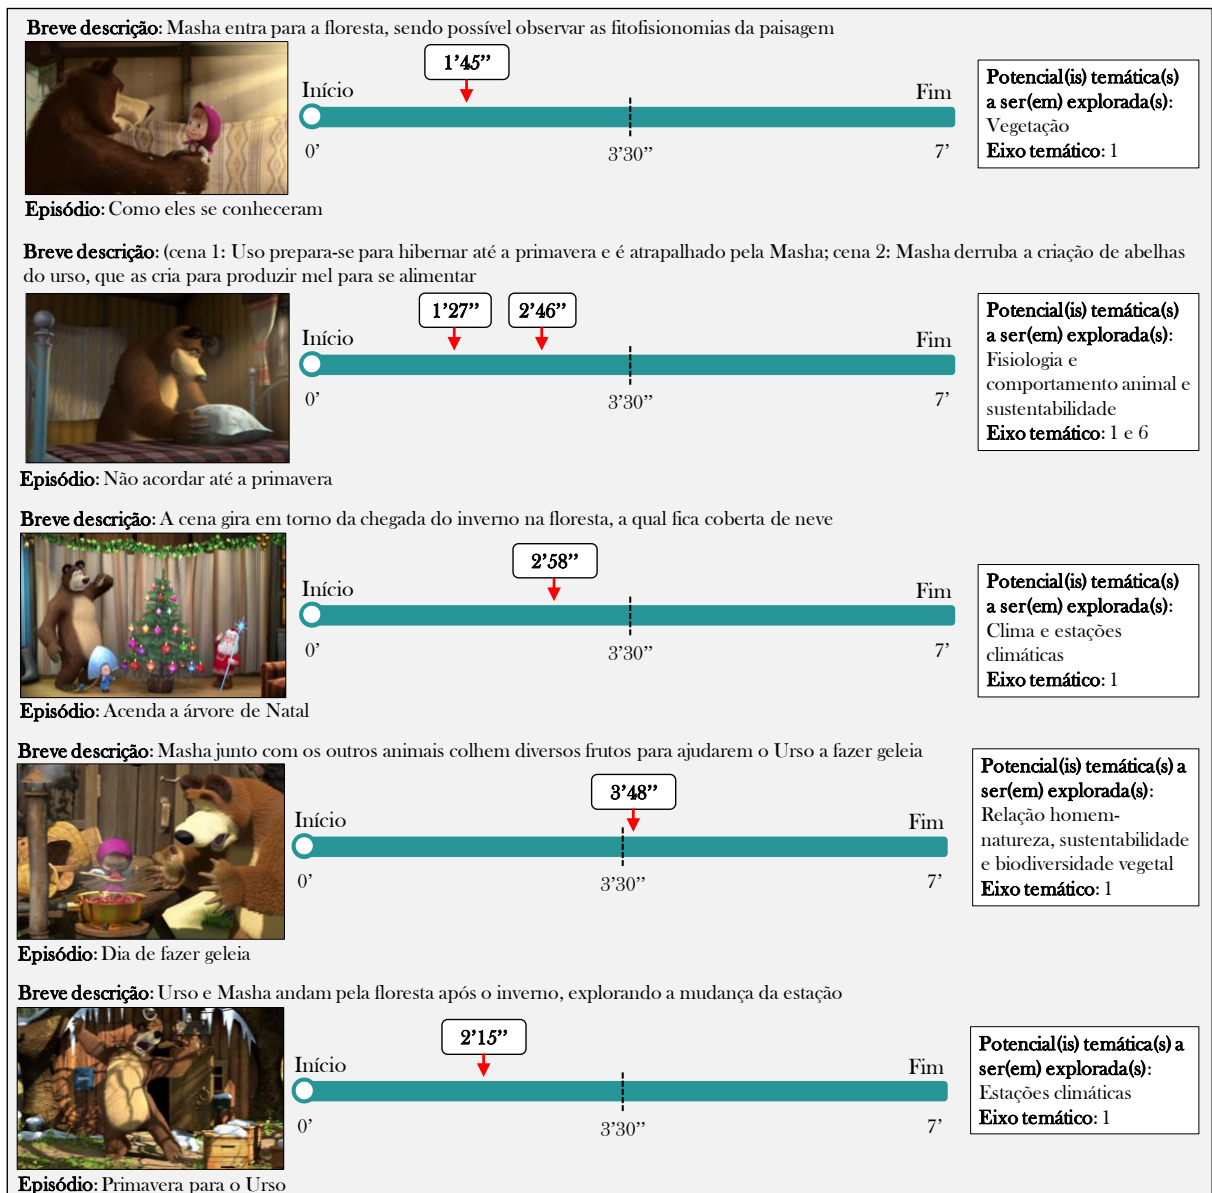 Breve descrição: Masha entra para a floresta, sendo possível observar as fitofisionomias da paisagem
1’45”
Início
Fim
0’
3’30”
7’
Potencial(is) temática(s)
a ser(em) explorada(s):
Vegetação
Eixo temático: 1
Episódio: Como eles se conheceram
Breve descrição: (cena 1: Uso prepara-se para hibernar até a primavera e é atrapalhado pela Masha; cena 2: Masha derruba a criação de abelhas
do urso, que as cria para produzir mel para se alimentar
1’27”
2’46”
Início
Fim
0’
3’30”
7’
Potencial(is) temática(s)
a ser(em) explorada(s):
Fisiologia e
comportamento animal e
sustentabilidade
Eixo temático: 1 e 6
Episódio: Não acordar até a primavera
Breve descrição: A cena gira em torno da chegada do inverno na floresta, a qual fica coberta de neve
2’58”
Início
Fim
0’
3’30”
7’
Potencial(is) temática(s)
a ser(em) explorada(s):
Clima e estações
climáticas
Eixo temático: 1
Episódio: Acenda a árvore de Natal
Breve descrição: Masha junto com os outros animais colhem diversos frutos para ajudarem o Urso a fazer geleia
3’48”
Início
Fim
0’
3’30”
7’
Potencial(is) temática(s) a
ser(em) explorada(s):
Relação homem-
natureza, sustentabilidade
e biodiversidade vegetal
Eixo temático: 1
Episódio: Dia de fazer geleia
Breve descrição: Urso e Masha andam pela floresta após o inverno, explorando a mudança da estação
2’15”
Início
Fim
0’
3’30”
7’
Potencial(is) temática(s) a
ser(em) explorada(s):
Estações climáticas
Eixo temático: 1
Episódio: Primavera para o Urso